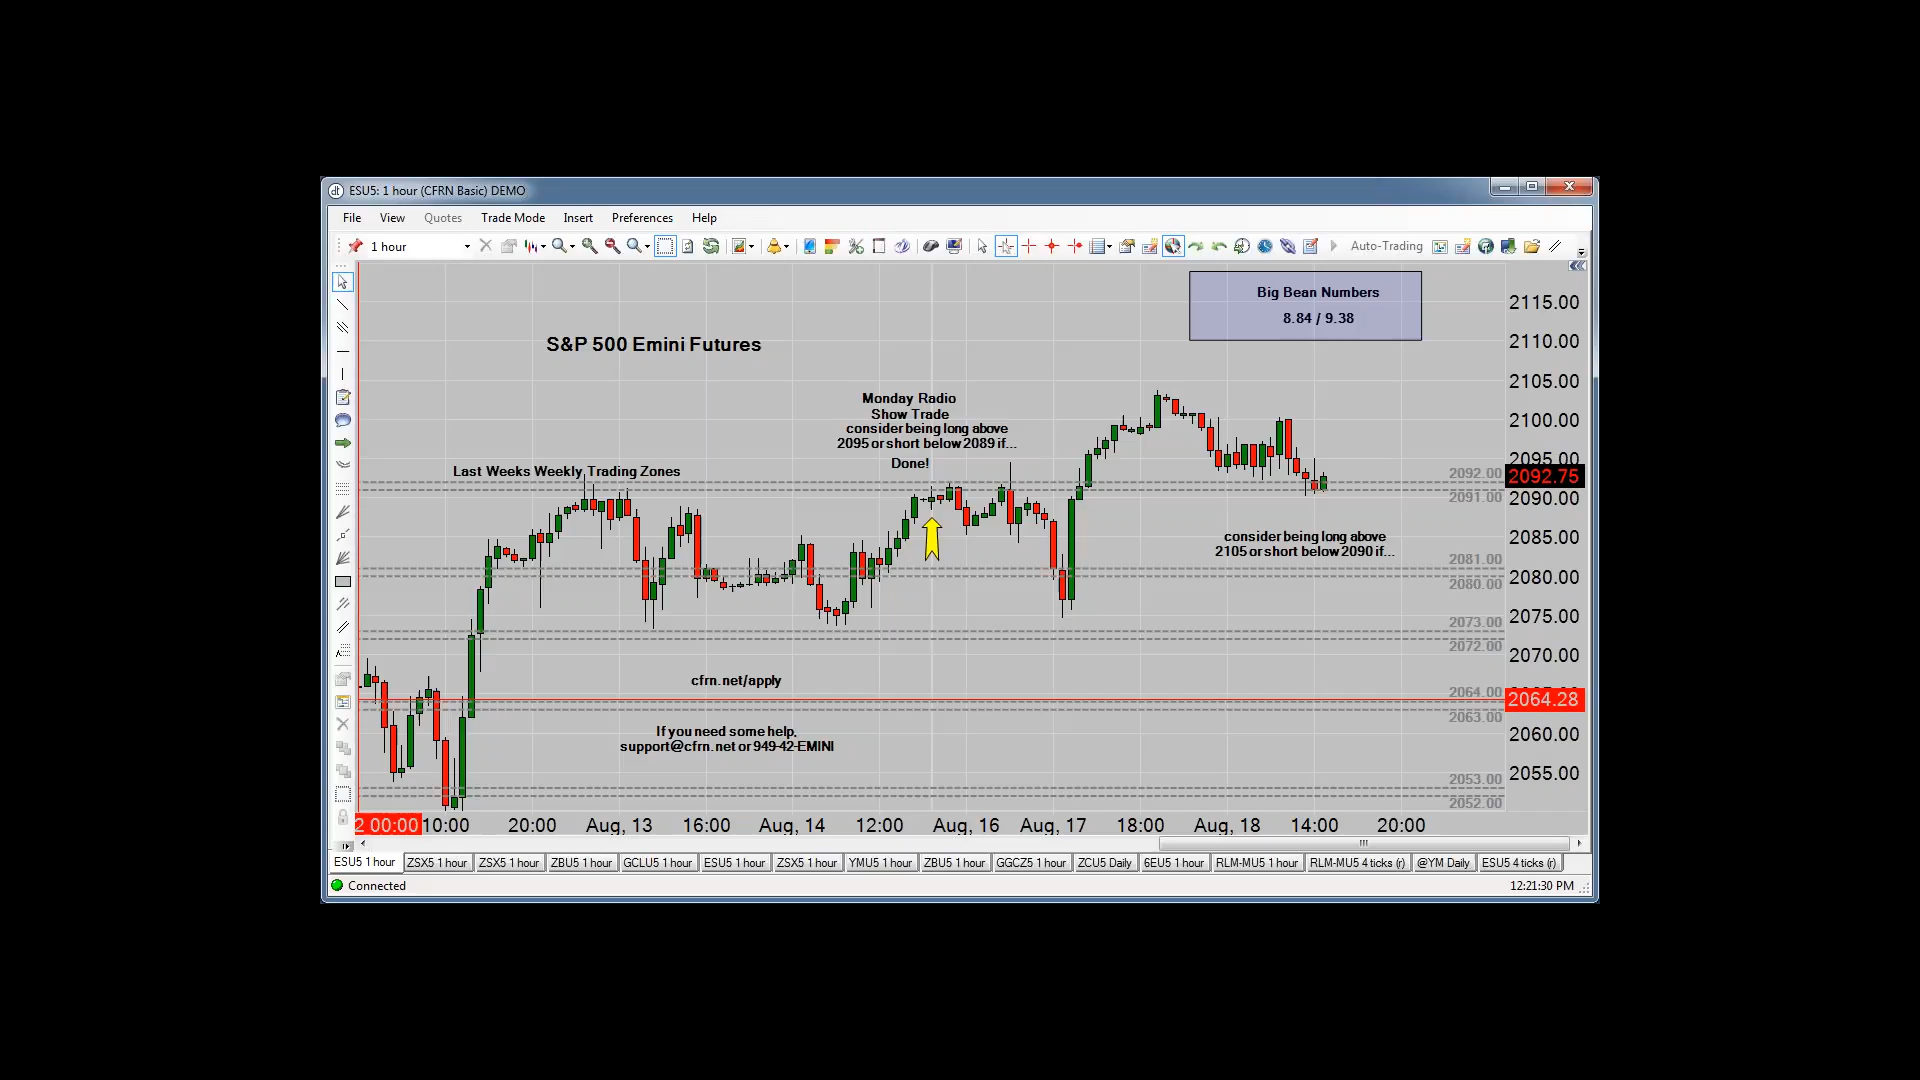 ESU5: 1 hour (CFRN Basic) DEMO
File View Quotes Trade Mode Insert Preferences Help
1 hour
Auto-Trading
Big Bean Numbers
8.84 / 9.38
S&P 500 Emini Futures
Monday Radio
Show Trade
consider being long above
2095 or short below 2089 if...
Done!
Last Weeks Weekly Trading Zones
consider being long above
2105 or short below 2090 if...
cfrn.net/apply
If you need some help,
support@cfrn.net or 949-42-EMINI
2092.00
2091.00
2081.00
2080.00
2073.00
2072.00
2064.00
2063.00
2053.00
2052.00
2115.00
2110.00
2105.00
2100.00
2095.00
2092.75
2090.00
2085.00
2080.00
2075.00
2070.00
2064.28
2060.00
2055.00
2 00:00 10:00 20:00 Aug, 13 16:00 Aug, 14 12:00 Aug, 16 Aug, 17 18:00 Aug, 18 14:00 20:00
ESU5 1 hour ZSX5 1 hour ZSX5 1 hour ZBU5 1 hour GCLU5 1 hour ESU5 1 hour ZSX5 1 hour YMU5 1 hour ZBU5 1 hour GGCZ5 1 hour ZCU5 Daily 6EU5 1 hour RLM-MU5 1 hour RLM-MU5 4 ticks (r) @YM Daily ESU5 4 ticks (r)
Connected 12:21:30 PM